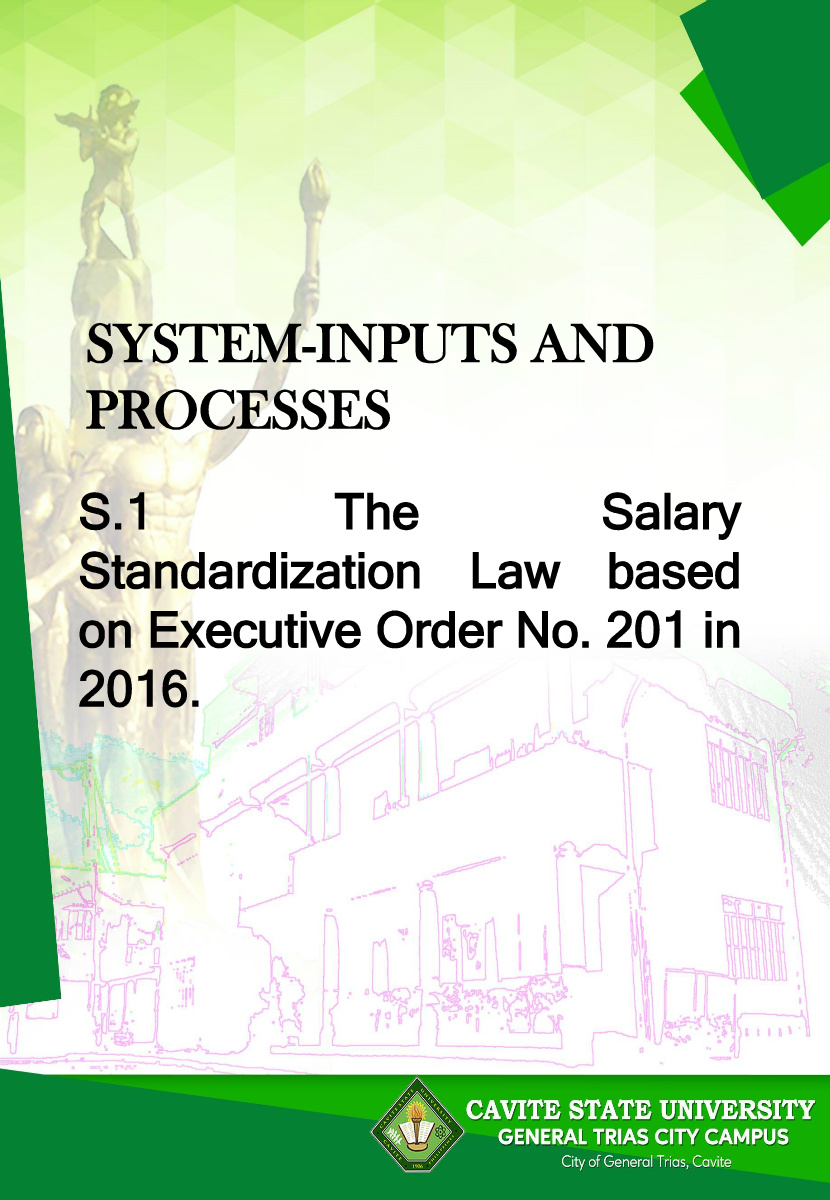 SYSTEM-INPUTS AND
PROCESSES
S.1 The Salary
Standardization Law based
on Executive Order No. 201 in
2016.
CAVITE STATE UNIVERSITY
GENERAL TRIAS CITY CAMPUS
City of General Trias, Cavite
1906